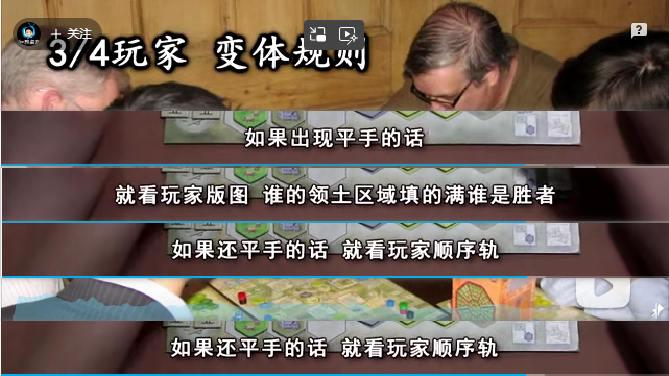 + 关注
3/4玩家 变体规则
如果出现平手的话
就看玩家版图 谁的领土区域填的满谁是胜者
如果还平手的话 就看玩家顺序轨
如果还平手的话 就看玩家顺序轨